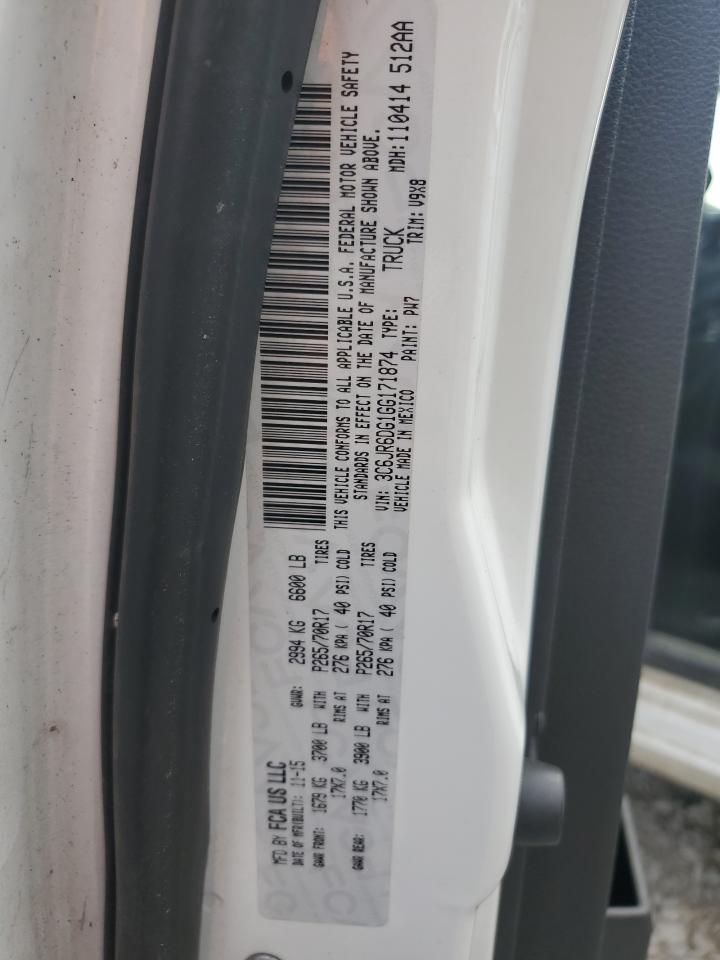 MFD BY FCA US LLC
DATE OF MFR(BUILT): 11-15 GVWR: 2994 KG 6600 LB
GAWR FRONT: 1679 KG 3700 LB WITH P265/70R17 TIRES
17X7.0 RIMS AT 276 KPA ( 40 PSI) COLD
GAWR REAR: 1770 KG 3900 LB WITH P265/70R17 TIRES
17X7.0 RIMS AT 276 KPA ( 40 PSI) COLD
THIS VEHICLE CONFORMS TO ALL APPLICABLE U.S.A. FEDERAL MOTOR VEHICLE SAFETY
STANDARDS IN EFFECT ON THE DATE OF MANUFACTURE SHOWN ABOVE.
VIN: 3C6JR6DG1GG171874 TYPE: TRUCK MDH: 110414 512AA
VEHICLE MADE IN MEXICO PAINT: PW7 TRIM: V9X8